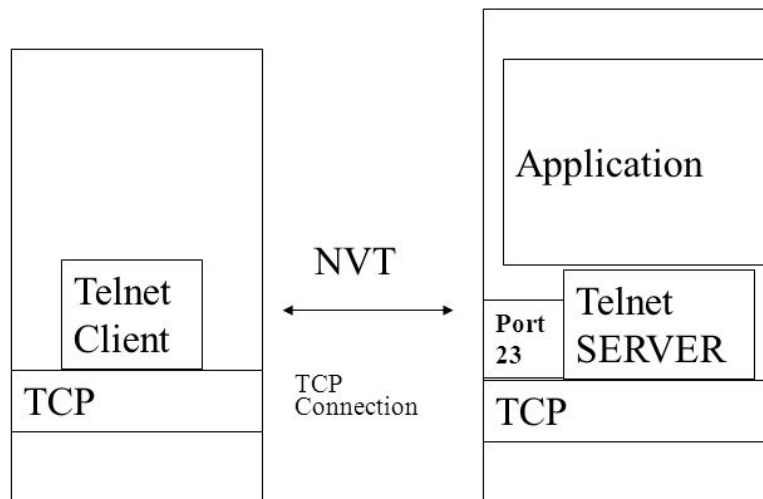 Telnet
Client
TCP
NVT
TCP
Connection
Application
Port
23
Telnet
SERVER
TCP